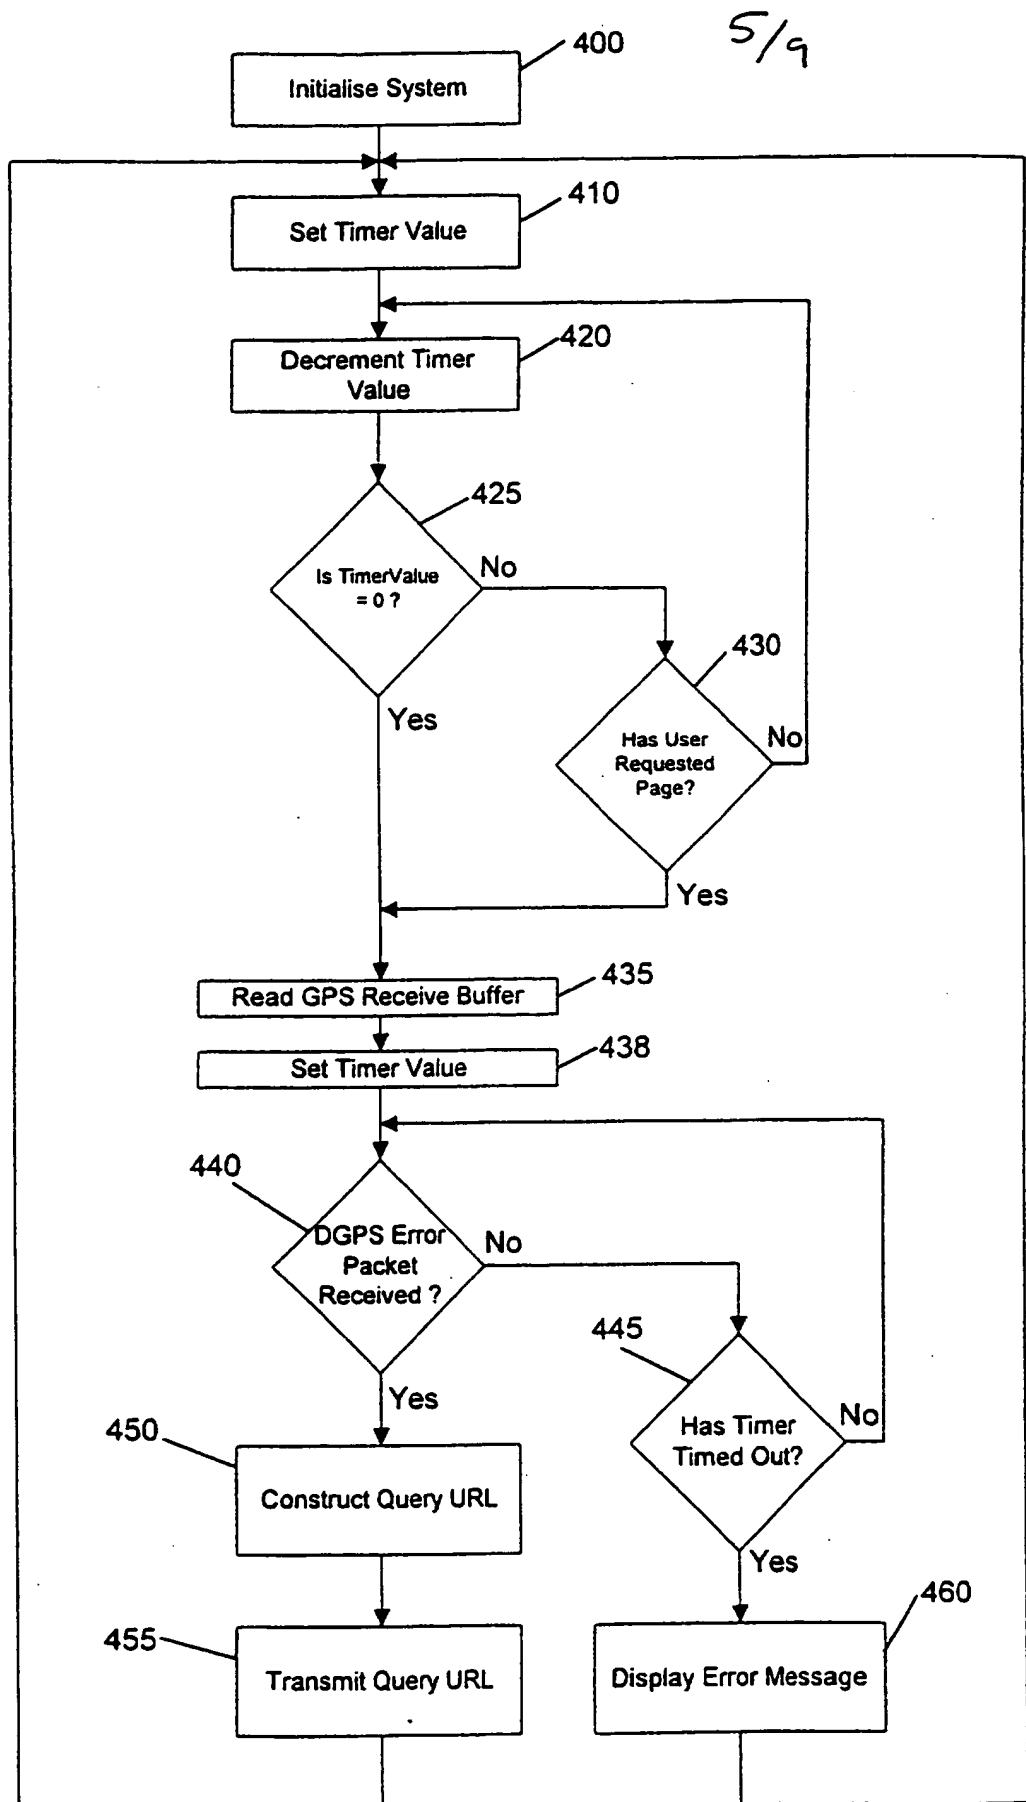 5/9
400
Initialise System
410
Set Timer Value
420
Decrement Timer
Value
425
Is TimerValue
= 0 ?
No
430
Has User
Requested
Page?
No
Yes
Yes
435
Read GPS Receive Buffer
438
Set Timer Value
440
DGPS Error
Packet
Received ?
No
445
Has Timer
Timed Out?
No
Yes
450
Construct Query URL
Yes
455
Transmit Query URL
460
Display Error Message